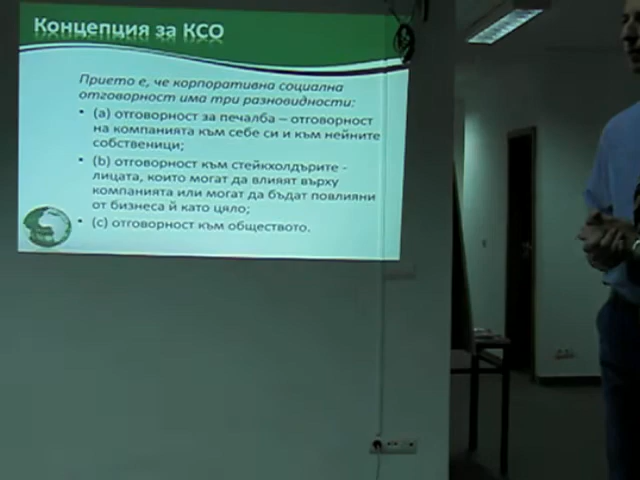 Концепция за КСО
Прието е, че корпоративна социална
отговорност има три разновидности:
• (a) отговорност за печалба – отговорност
на компанията към себе си и към нейните
собственици;
• (b) отговорност към стейкхолдърите -
лицата, които могат да влияят върху
компанията или могат да бъдат повлияни
от бизнеса й като цяло;
• (c) отговорност към обществото.